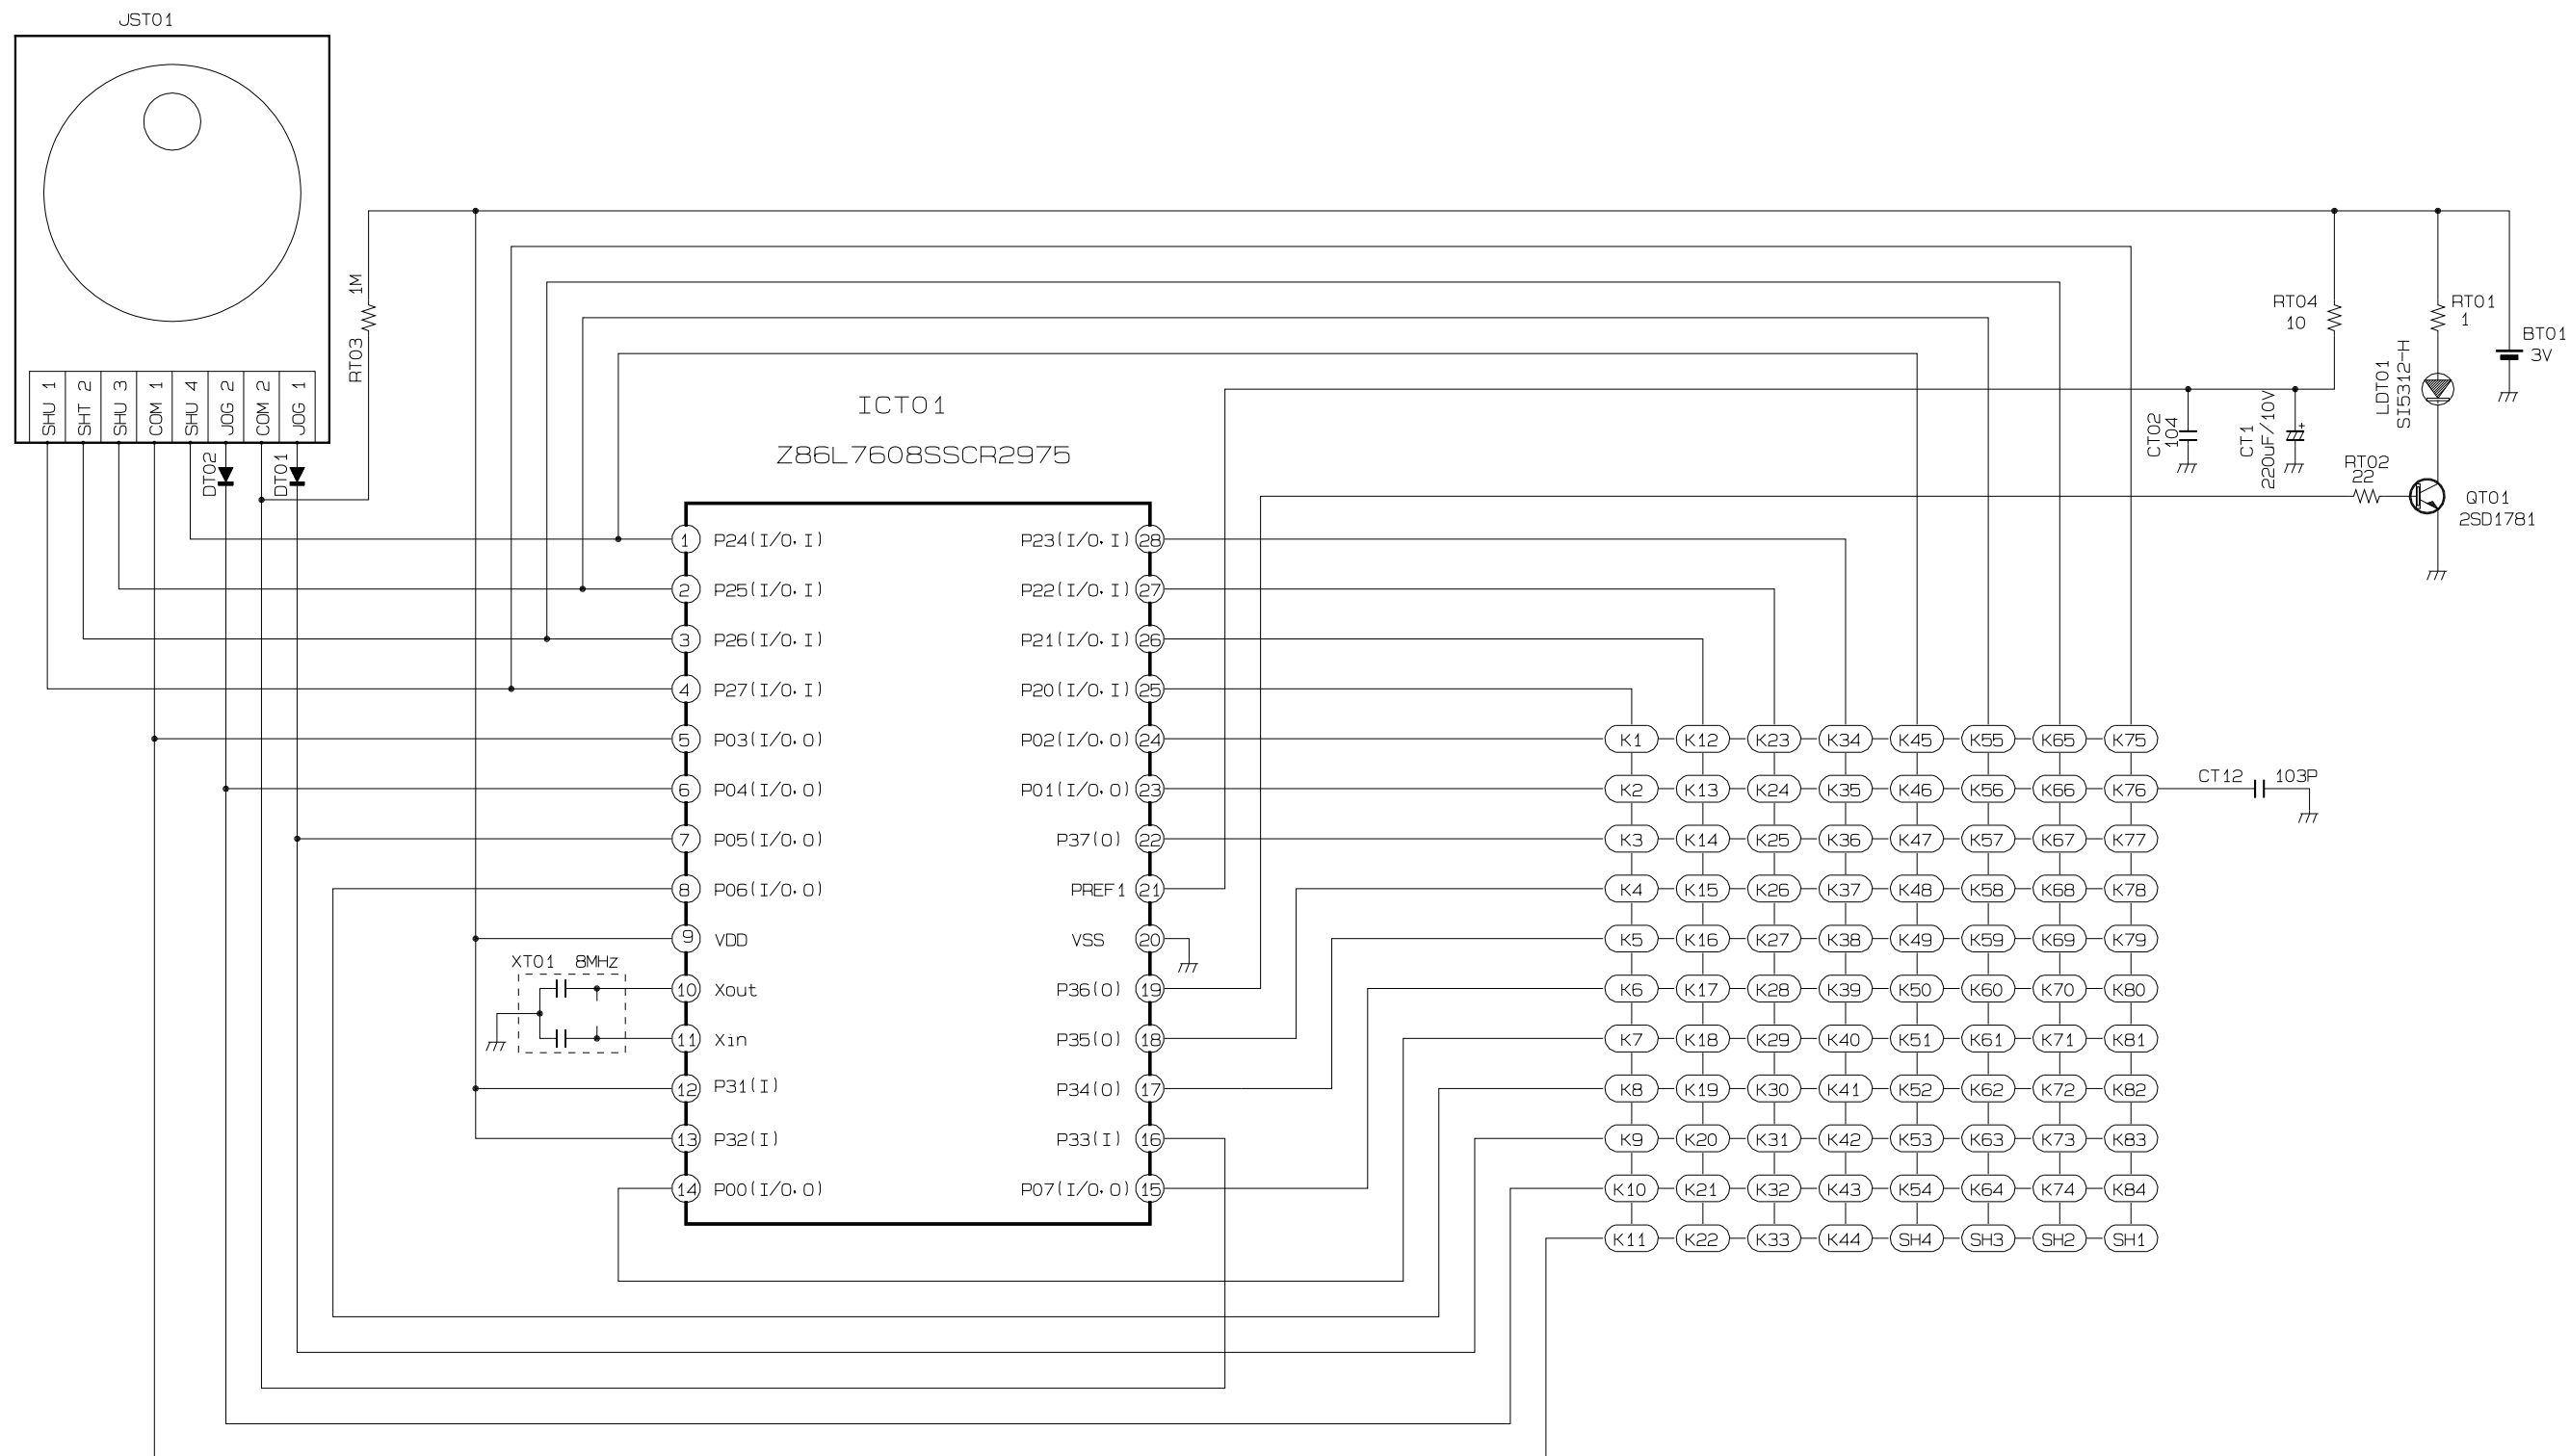 JST01
SHU 1
SHT 2
SHU 3
COM 1
SHU 4
JOG 2
COM 2
JOG 1
RT03 1M
DT02
DT01
ICT01
Z86L7608SSCR2975
RT04
10
RT01
1
BT01
3V
LDT01
SI5312-H
CT02
104
CT1
220uF/10V
+
RT02
22
QT01
2SD1781
1 P24(I/O,I) P23(I/O,I) 28
2 P25(I/O,I) P22(I/O,I) 27
3 P26(I/O,I) P21(I/O,I) 26
4 P27(I/O,I) P20(I/O,I) 25
5 P03(I/O,O) P02(I/O,O) 24
6 P04(I/O,O) P01(I/O,O) 23
7 P05(I/O,O) P37(O) 22
8 P06(I/O,O) PREF1 21
9 VDD VSS 20
XT01 8MHz
10 Xout P36(O) 19
11 Xin P35(O) 18
12 P31(I) P34(O) 17
13 P32(I) P33(I) 16
14 P00(I/O,O) P07(I/O,O) 15
K1 K12 K23 K34 K45 K55 K65 K75
K2 K13 K24 K35 K46 K56 K66 K76
CT12 103P
K3 K14 K25 K36 K47 K57 K67 K77
K4 K15 K26 K37 K48 K58 K68 K78
K5 K16 K27 K38 K49 K59 K69 K79
K6 K17 K28 K39 K50 K60 K70 K80
K7 K18 K29 K40 K51 K61 K71 K81
K8 K19 K30 K41 K52 K62 K72 K82
K9 K20 K31 K42 K53 K63 K73 K83
K10 K21 K32 K43 K54 K64 K74 K84
K11 K22 K33 K44 SH4 SH3 SH2 SH1